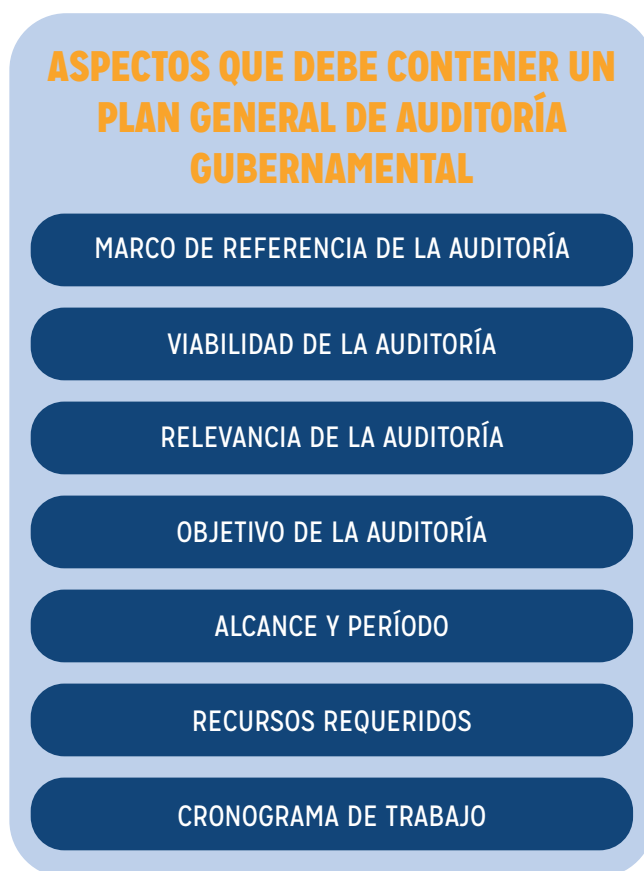 ASPECTOS QUE DEBE CONTENER UN
PLAN GENERAL DE AUDITORÍA
GUBERNAMENTAL
MARCO DE REFERENCIA DE LA AUDITORÍA
VIABILIDAD DE LA AUDITORÍA
RELEVANCIA DE LA AUDITORÍA
OBJETIVO DE LA AUDITORÍA
ALCANCE Y PERÍODO
RECURSOS REQUERIDOS
CRONOGRAMA DE TRABAJO